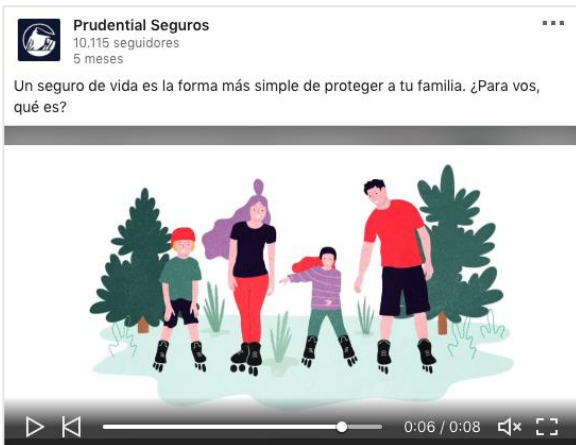 Prudential Seguros
10.115 seguidores
5 meses
Un seguro de vida es la forma más simple de proteger a tu familia. ¿Para vos,
qué es?
0:06 / 0:08